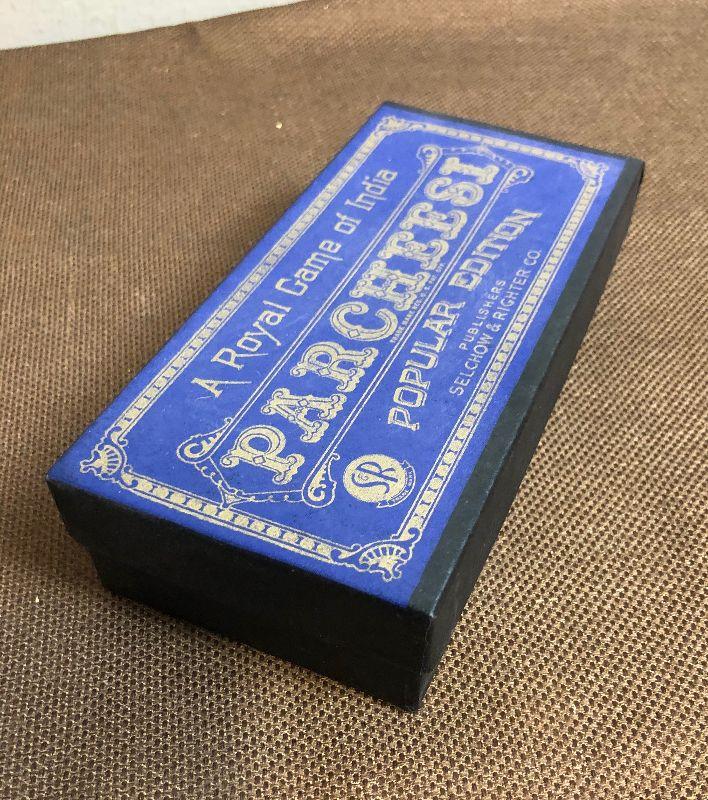 A Royal Game of India
PARCHEESI
POPULAR EDITION
PUBLISHERS
SELCHOW & RIGHTER CO
SR